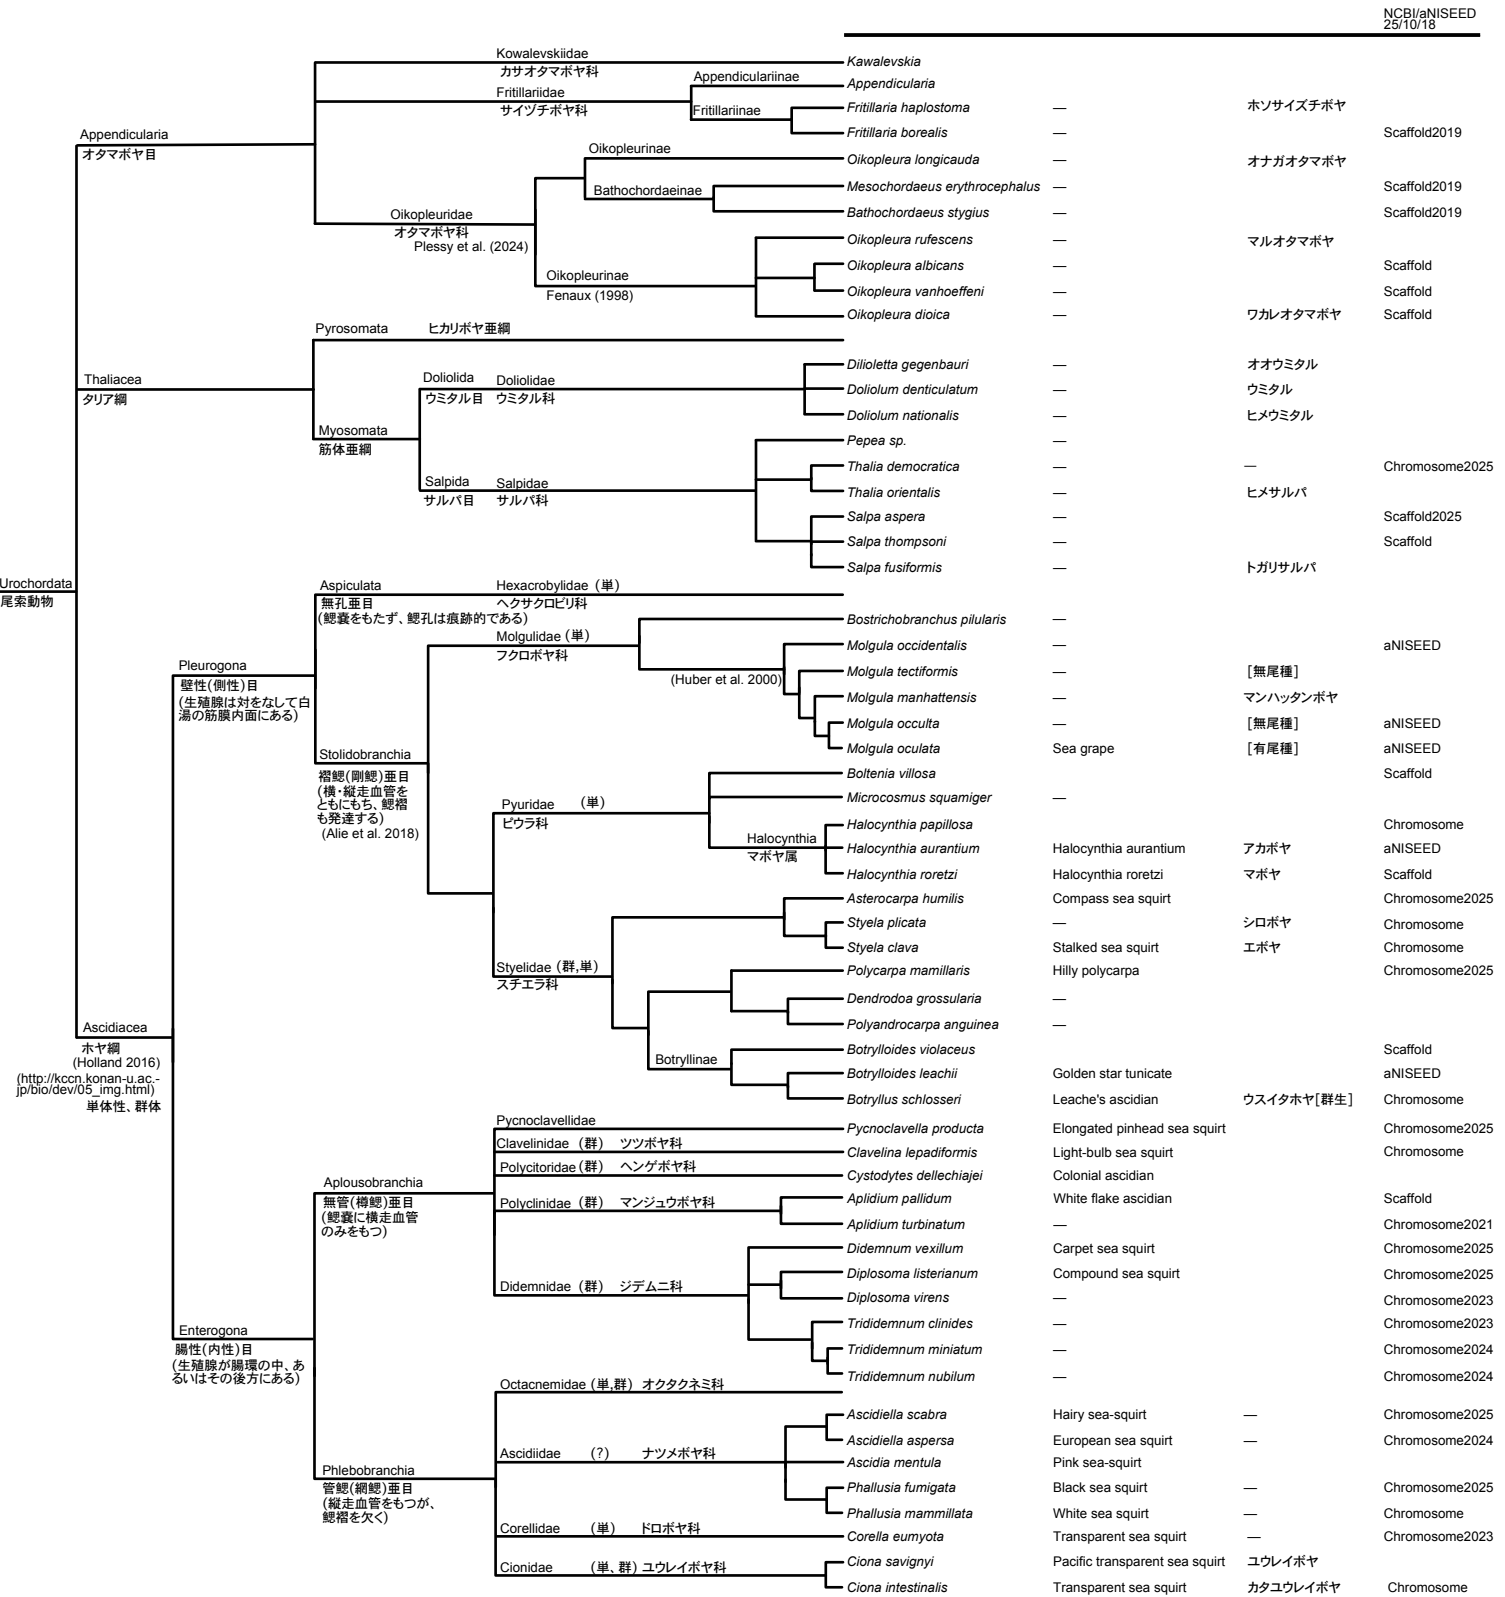 NCBI/aNISEED
25/10/18
Kowalevskiidae
カサオタマボヤ科
Kawalevskia
Appendiculariinae
Appendicularia
Fritillariidae
サイヅチボヤ科
Fritillariinae
Fritillaria haplostoma — ホソサイズチボヤ
Fritillaria borealis — Scaffold2019
Appendicularia
オタマボヤ目
Oikopleurinae
Oikopleura longicauda — オナガオタマボヤ
Bathochordaeinae
Mesochordaeus erythrocephalus — Scaffold2019
Bathochordaeus stygius — Scaffold2019
Oikopleuridae
オタマボヤ科
Plessy et al. (2024)
Oikopleura rufescens — マルオタマボヤ
Oikopleura albicans — Scaffold
Oikopleurinae
Fenaux (1998)
Oikopleura vanhoeffeni — Scaffold
Oikopleura dioica — ワカレオタマボヤ Scaffold
Pyrosomata ヒカリボヤ亜綱
Thaliacea
タリア綱
Dilioletta gegenbauri — オオウミタル
Doliolida Doliolidae
ウミタル目 ウミタル科
Doliolum denticulatum — ウミタル
Doliolum nationalis — ヒメウミタル
Myosomata
筋体亜綱
Pepea sp. —
Thalia democratica — — Chromosome2025
Salpida Salpidae
サルパ目 サルパ科
Thalia orientalis — ヒメサルパ
Salpa aspera — Scaffold2025
Salpa thompsoni — Scaffold
Salpa fusiformis — トガリサルパ
Urochordata
尾索動物
Aspiculata Hexacrobylidae (単)
無孔亜目 ヘクサクロビリ科
(鰓嚢をもたず、鰓孔は痕跡的である)
Bostrichobranchus pilularis —
Molgulidae (単)
フクロボヤ科
Molgula occidentalis — aNISEED
(Huber et al. 2000)
Molgula tectiformis — [無尾種]
Molgula manhattensis — マンハッタンボヤ
Molgula occulta — [無尾種] aNISEED
Molgula oculata Sea grape [有尾種] aNISEED
Pleurogona
壁性(側性)目
(生殖腺は対をなして白
湯の筋膜内面にある)
Stolidobranchia
褶鰓(剛鰓)亜目
(横・縦走血管を
ともにもち、鰓褶
も発達する)
(Alie et al. 2018)
Boltenia villosa Scaffold
Pyuridae (単)
ピウラ科
Microcosmus squamiger —
Halocynthia papillosa Chromosome
Halocynthia
マボヤ属
Halocynthia aurantium Halocynthia aurantium アカボヤ aNISEED
Halocynthia roretzi Halocynthia roretzi マボヤ Scaffold
Asterocarpa humilis Compass sea squirt Chromosome2025
Styela plicata — シロボヤ Chromosome
Styela clava Stalked sea squirt エボヤ Chromosome
Styelidae (群,単)
スチエラ科
Polycarpa mamillaris Hilly polycarpa Chromosome2025
Dendrodoa grossularia —
Polyandrocarpa anguinea —
Botryllinae
Botrylloides violaceus Scaffold
Botrylloides leachii Golden star tunicate aNISEED
Botryllus schlosseri Leache's ascidian ウスイタホヤ[群生] Chromosome
Ascidiacea
ホヤ綱
(Holland 2016)
(http://kccn.konan-u.ac.-
jp/bio/dev/05_img.html)
単体性、群体
Pycnoclavellidae
Pycnoclavella producta Elongated pinhead sea squirt Chromosome2025
Clavelinidae (群) ツツボヤ科
Clavelina lepadiformis Light-bulb sea squirt Chromosome
Polycitoridae (群) ヘンゲボヤ科
Cystodytes dellechiajei Colonial ascidian
Aplousobranchia
無管(樽鰓)亜目
(鰓嚢に横走血管
のみをもつ)
Polyclinidae (群) マンジュウボヤ科
Aplidium pallidum White flake ascidian Scaffold
Aplidium turbinatum — Chromosome2021
Didemnum vexillum Carpet sea squirt Chromosome2025
Didemnidae (群) ジデムニ科
Diplosoma listerianum Compound sea squirt Chromosome2025
Diplosoma virens — Chromosome2023
Trididemnum clinides — Chromosome2023
Trididemnum miniatum — Chromosome2024
Trididemnum nubilum — Chromosome2024
Enterogona
腸性(内性)目
(生殖腺が腸環の中、あ
るいはその後方にある)
Octacnemidae (単,群) オクタクネミ科
Ascidiella scabra Hairy sea-squirt — Chromosome2025
Ascidiella aspersa European sea squirt — Chromosome2024
Ascidiidae (?) ナツメボヤ科
Ascidia mentula Pink sea-squirt
Phlebobranchia
管鰓(網鰓)亜目
(縦走血管をもつが、
鰓褶を欠く)
Phallusia fumigata Black sea squirt — Chromosome2025
Phallusia mammillata White sea squirt — Chromosome
Corellidae (単) ドロボヤ科
Corella eumyota Transparent sea squirt — Chromosome2023
Cionidae (単、群) ユウレイボヤ科
Ciona savignyi Pacific transparent sea squirt ユウレイボヤ
Ciona intestinalis Transparent sea squirt カタユウレイボヤ Chromosome